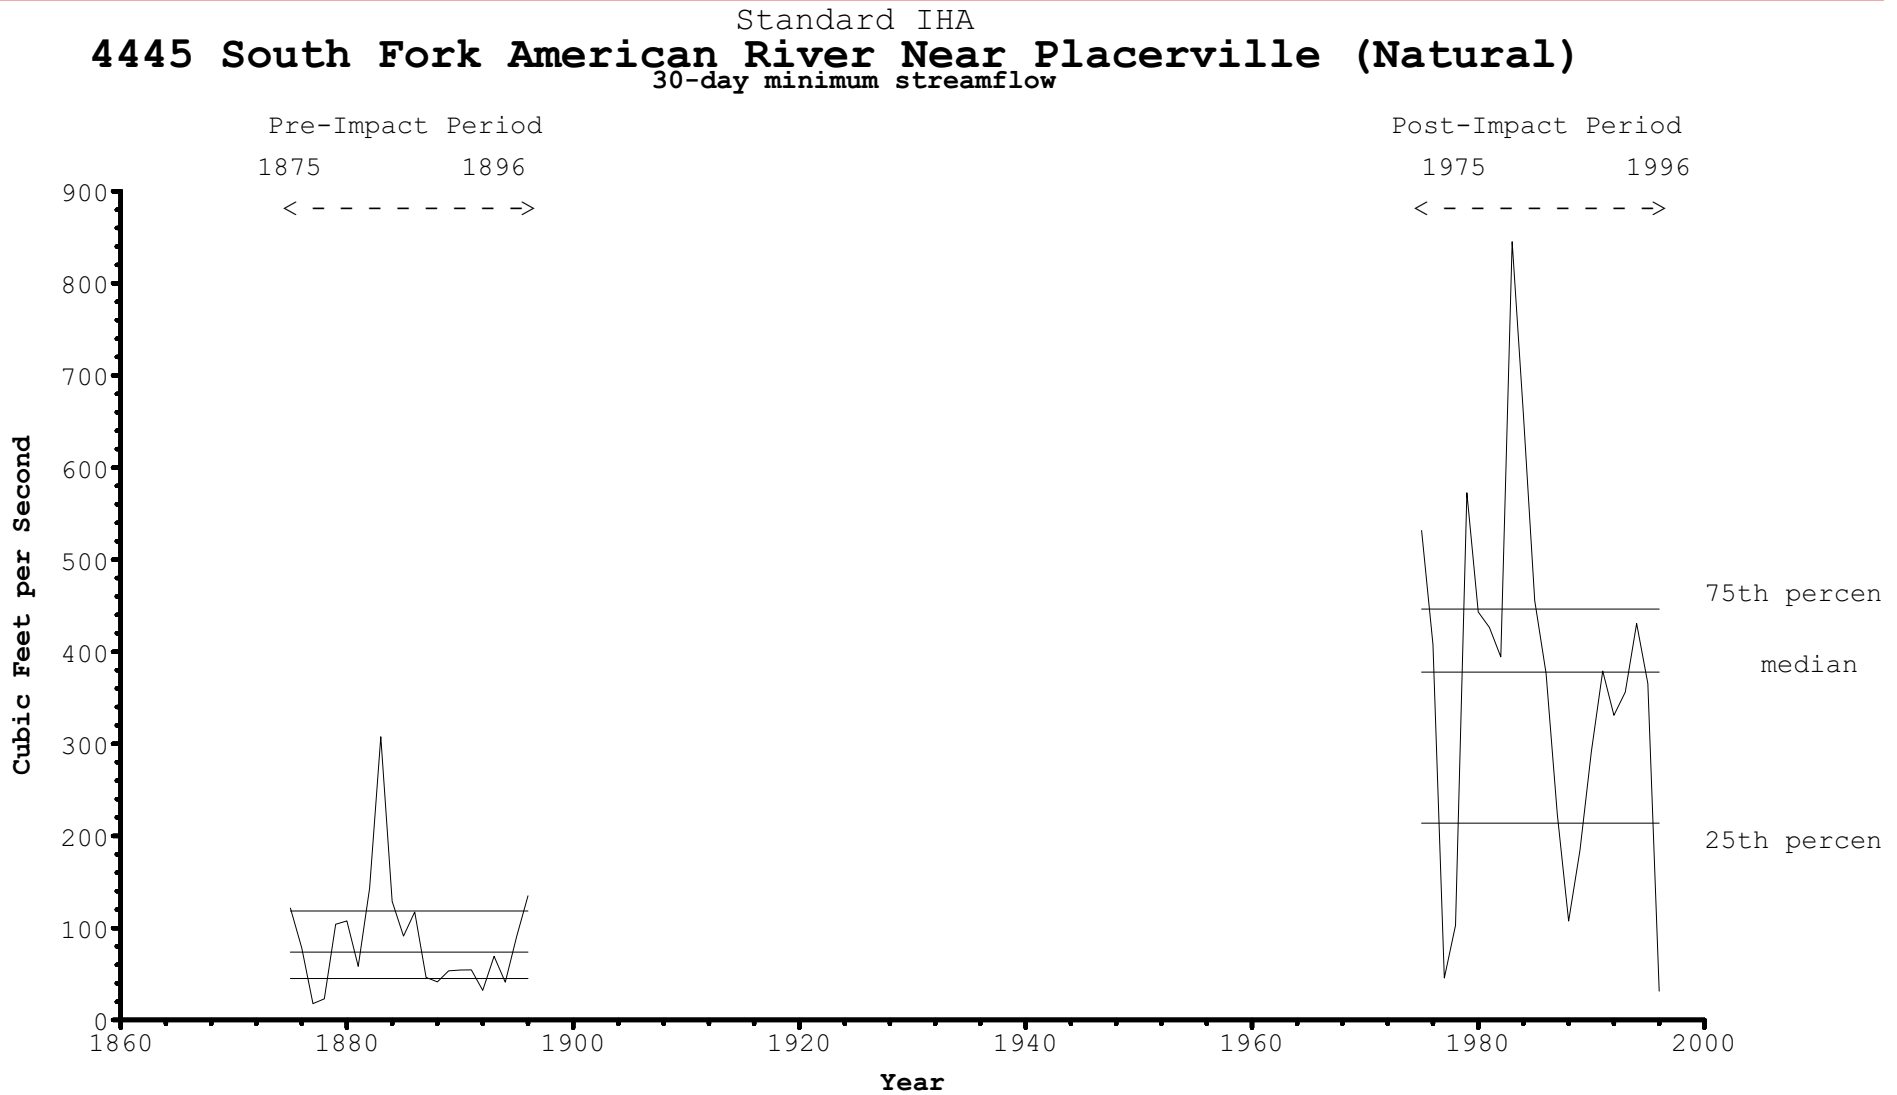 Standard IHA
4445 South Fork American River Near Placerville (Natural)
30-day minimum streamflow
Pre-Impact Period
1875 1896
< - - - - - - - ->
Post-Impact Period
1975 1996
< - - - - - - - ->
900
800
700
600
500
400
300
200
100
0
Cubic Feet per Second
75th percen
median
25th percen
1860 1880 1900 1920 1940 1960 1980 2000
Year